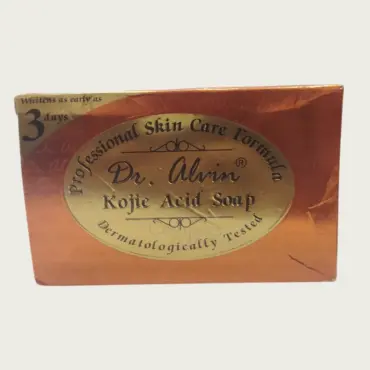 Whitens as early as
3 days
Professional Skin Care Formula
Dr. Alvin®
Kojic Acid Soap
Dermatologically Tested